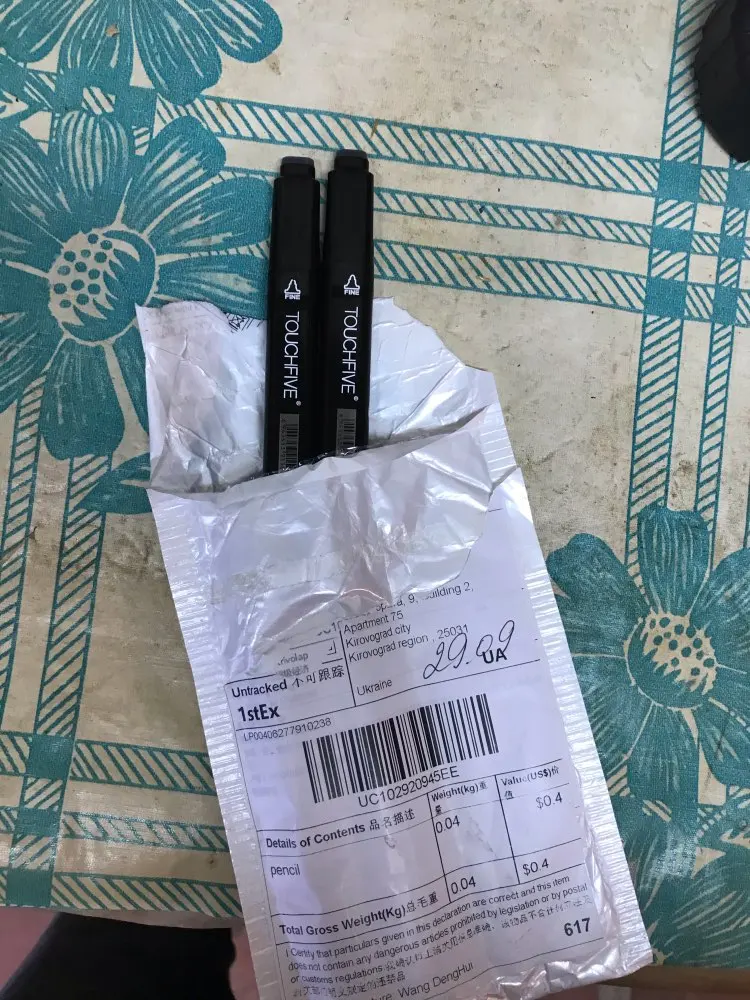 FINE
TOUCHFIVE®
FINE
TOUCHFIVE®
9, Building 2,
Apartment 75
Kirovograd city
Kirovograd region , 25031
29.09
UA
Ukraine
Untracked 不可跟踪
1stEx
LP00406277910238
UC102920945EE
Details of Contents 品名描述
Weight(kg)重量
Value(US$)价值
pencil
0.04
$0.4
Total Gross Weight(Kg)总毛重
0.04
$0.4
I Certify that particulars given in this declaration are correct and this item
does not contain any dangerous articles prohibited by legislation or by postal
or customs regulations
617
Wang DengHui